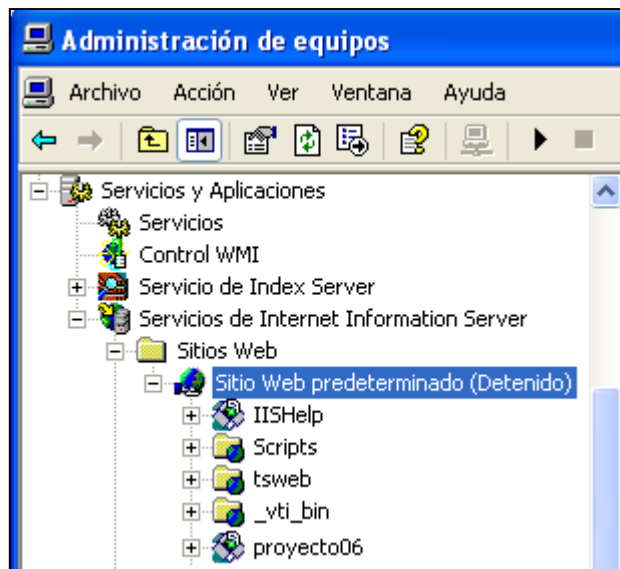 Administración de equipos
Archivo Acción Ver Ventana Ayuda
Servicios y Aplicaciones
Servicios
Control WMI
Servicio de Index Server
Servicios de Internet Information Server
Sitios Web
Sitio Web predeterminado (Detenido)
IISHelp
Scripts
tsweb
_vti_bin
proyecto06